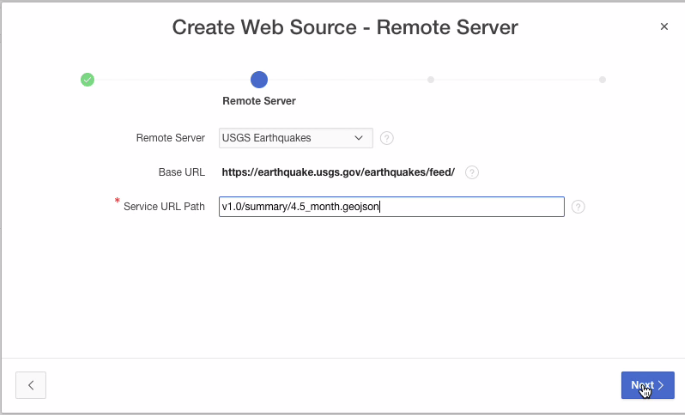 Create Web Source - Remote Server
Remote Server
Remote Server USGS Earthquakes ?
Base URL https://earthquake.usgs.gov/earthquakes/feed/ ?
* Service URL Path v1.0/summary/4.5_month.geojson ?
Next